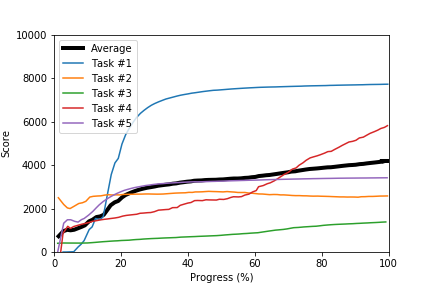 10000
8000
6000
4000
2000
0
Score
Average
Task #1
Task #2
Task #3
Task #4
Task #5
0 20 40 60 80 100
Progress (%)